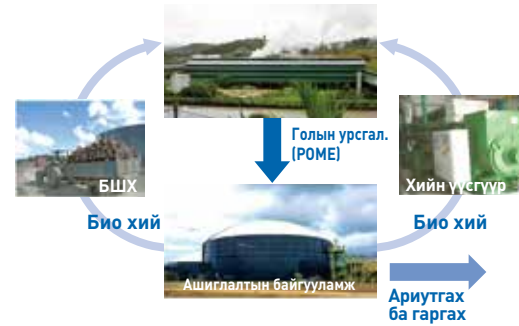 Голын урсгал.
(POME)
БШХ
Хийн үүсгүүр
Био хий
Био хий
Ашиглалтын байгууламж
Ариутгах
ба гаргах